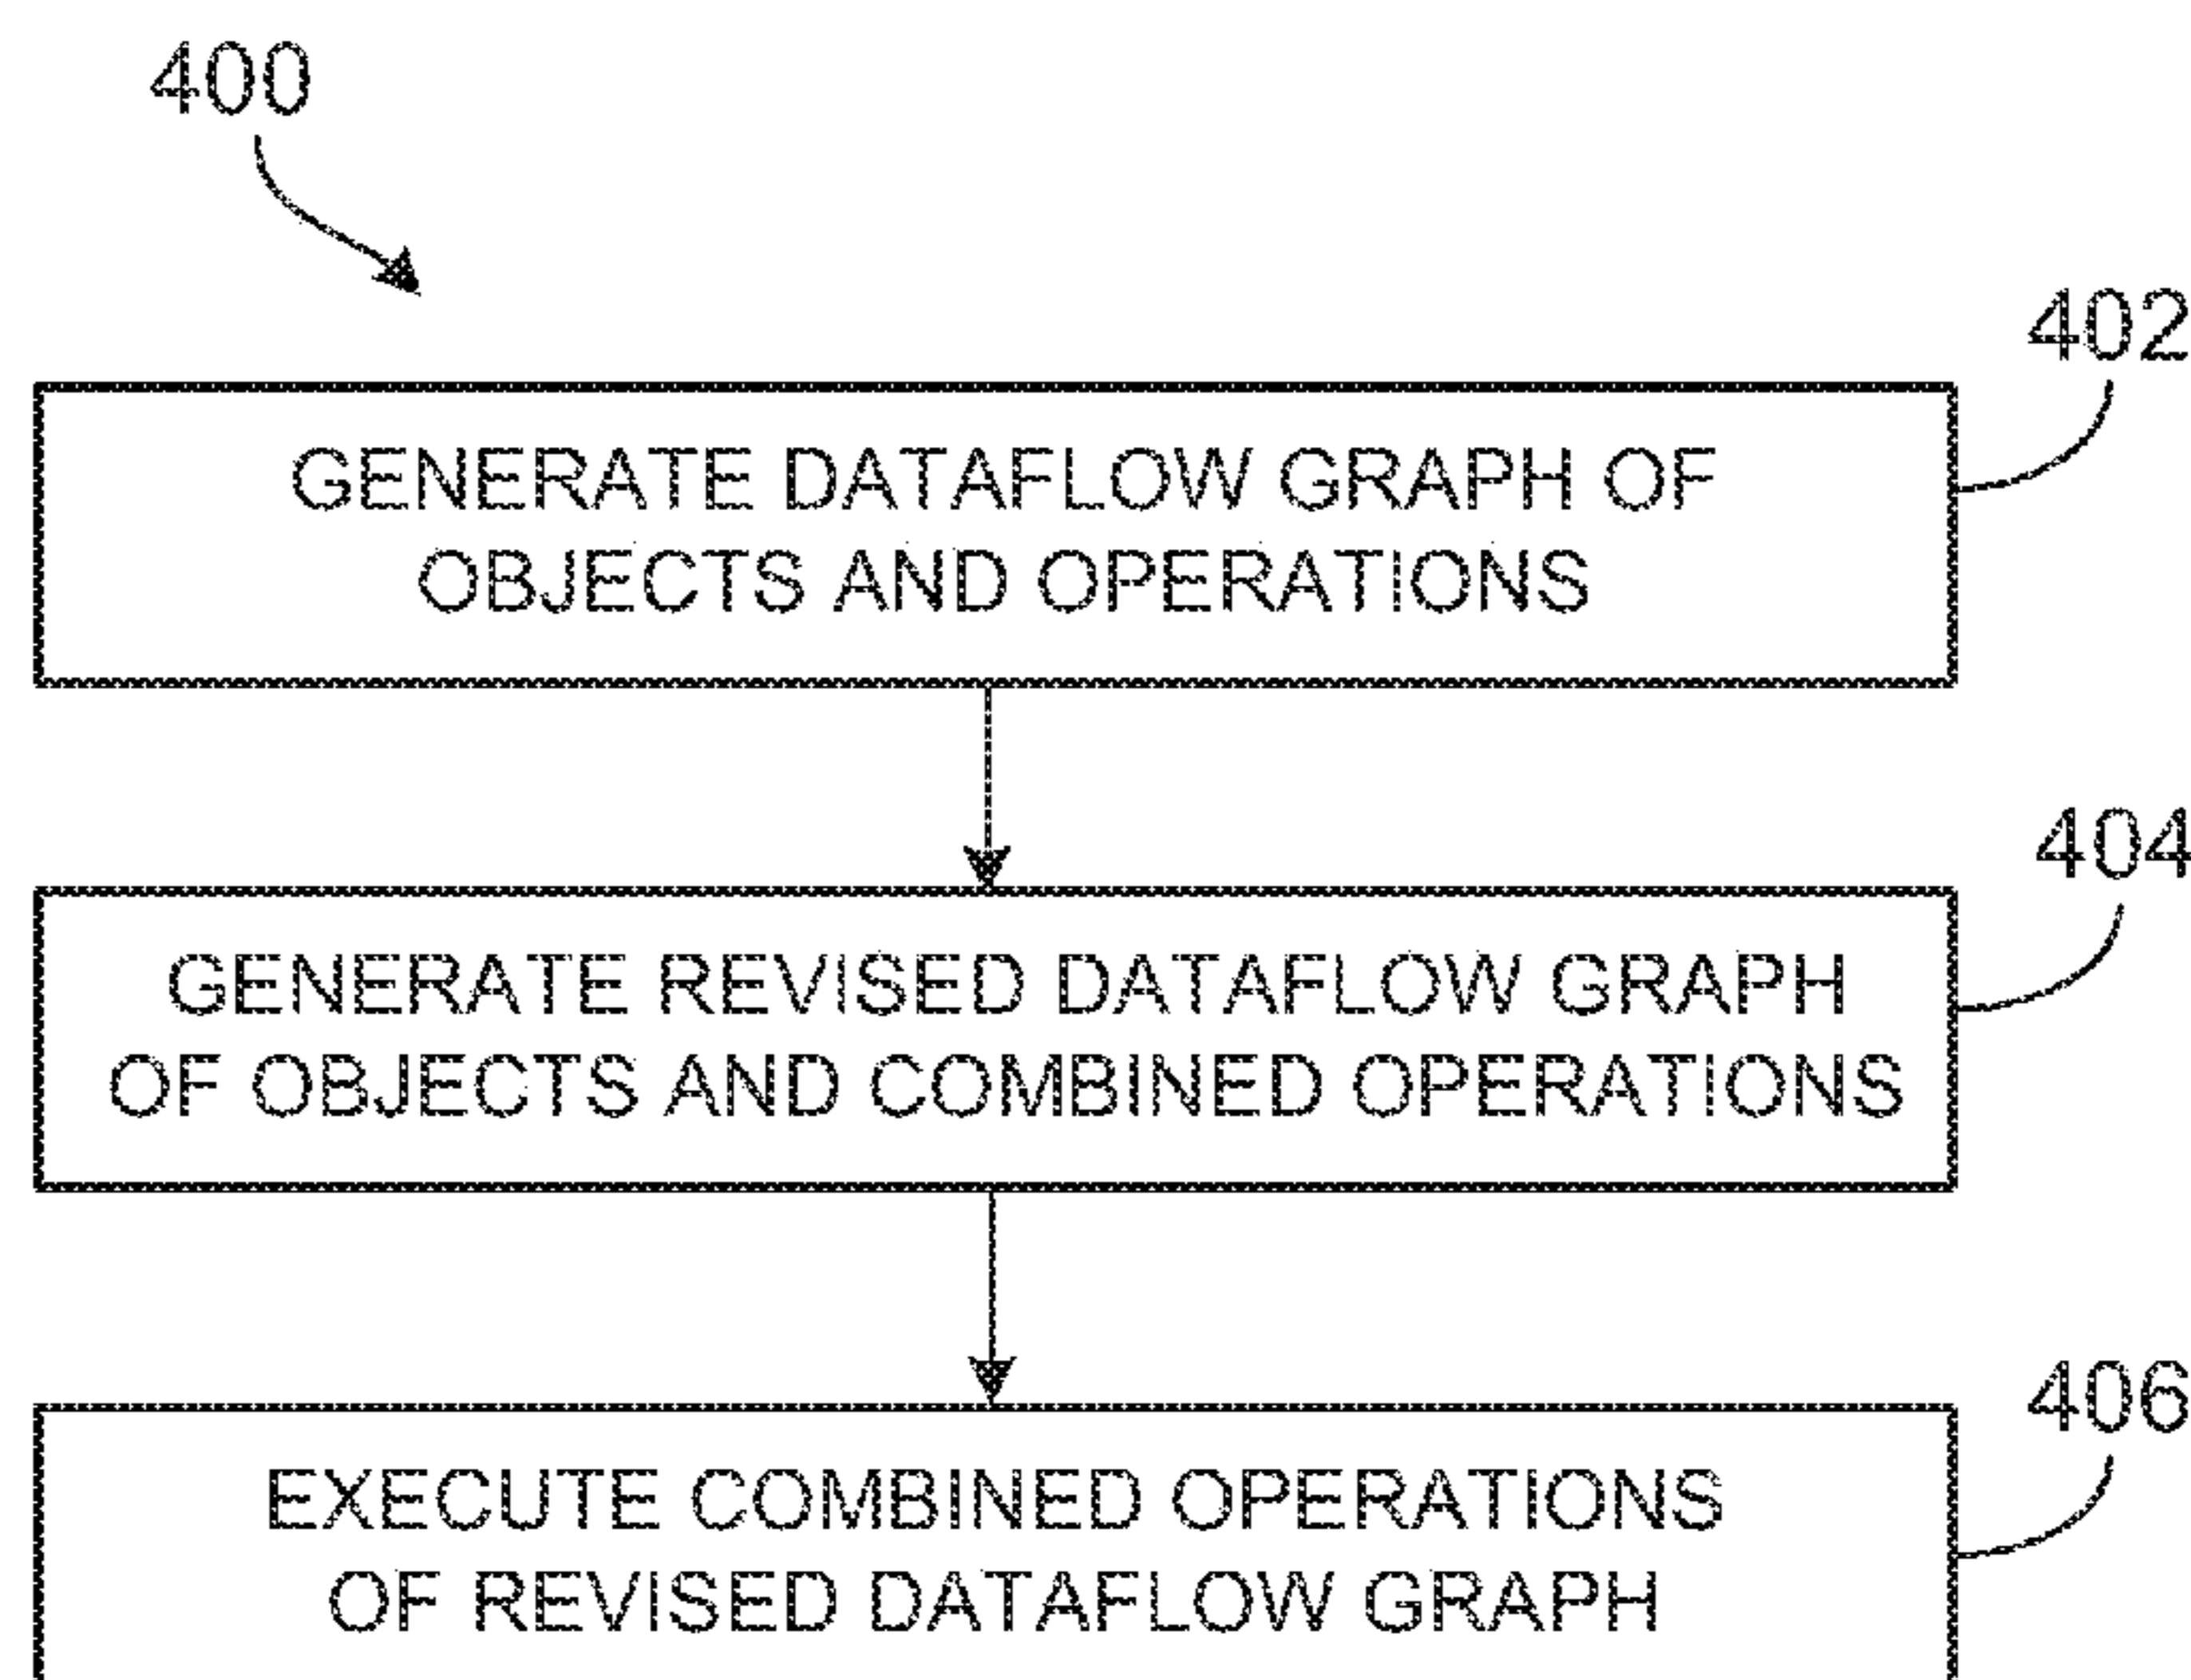 400
402
GENERATE DATAFLOW GRAPH OF
OBJECTS AND OPERATIONS
404
GENERATE REVISED DATAFLOW GRAPH
OF OBJECTS AND COMBINED OPERATIONS
406
EXECUTE COMBINED OPERATIONS
OF REVISED DATAFLOW GRAPH